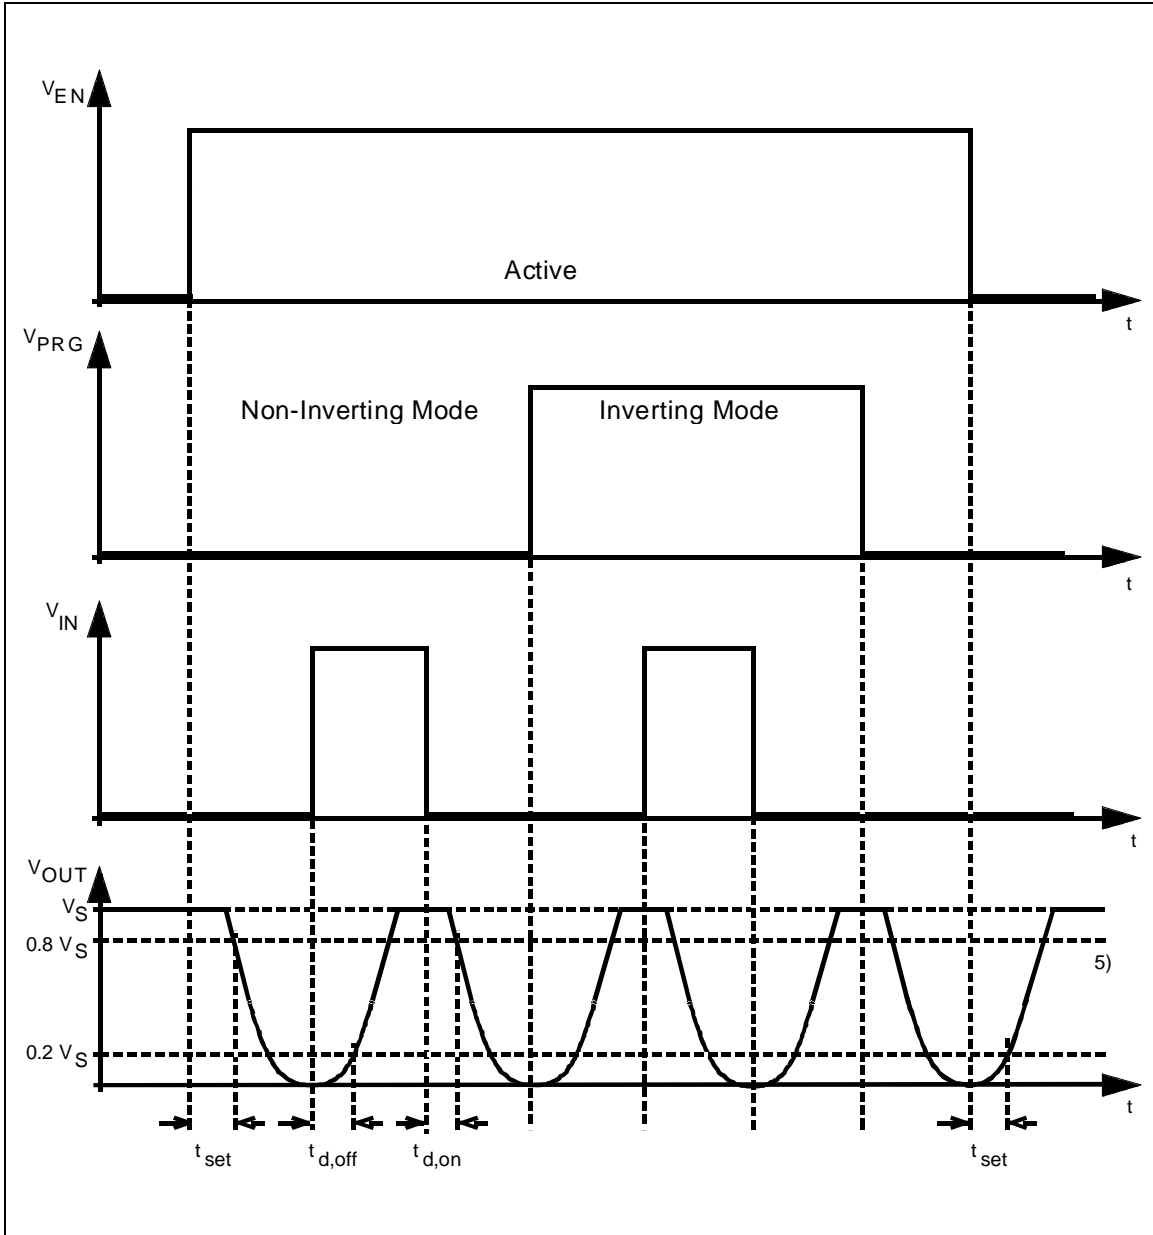 VEN
Active
t
VPRG
Non-Inverting Mode
Inverting Mode
t
VIN
t
VOUT
VS
0.8 VS
5)
0.2 VS
t
tset
td,off
td,on
tset